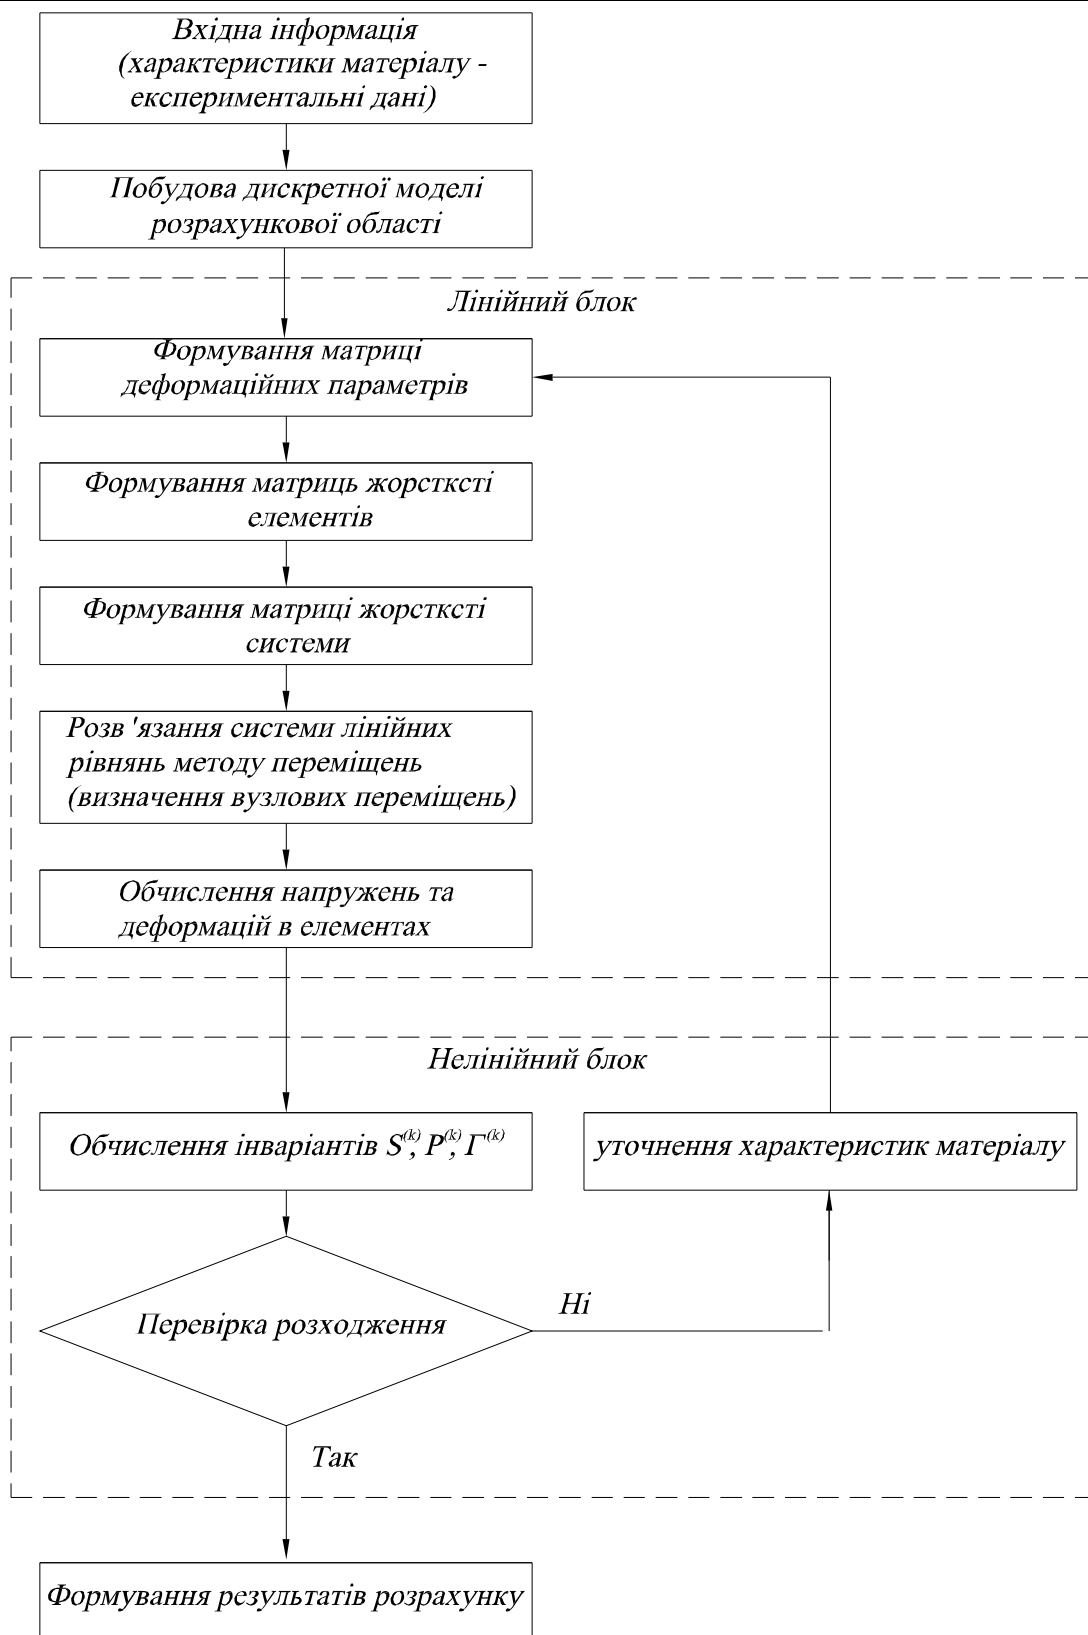 Вхідна інформація
(характеристики матеріалу -
експериментальні дані)
Побудова дискретної моделі
розрахункової області
Лінійний блок
Формування матриці
деформаційних параметрів
Формування матриць жорстксті
елементів
Формування матриці жорстксті
системи
Розв'язання системи лінійних
рівнянь методу переміщень
(визначення вузлових переміщень)
Обчислення напружень та
деформацій в елементах
Нелінійний блок
Обчислення інваріантів S^(k), P^(k), Г^(k)
уточнення характеристик матеріалу
Перевірка розходження
Ні
Так
Формування результатів розрахунку